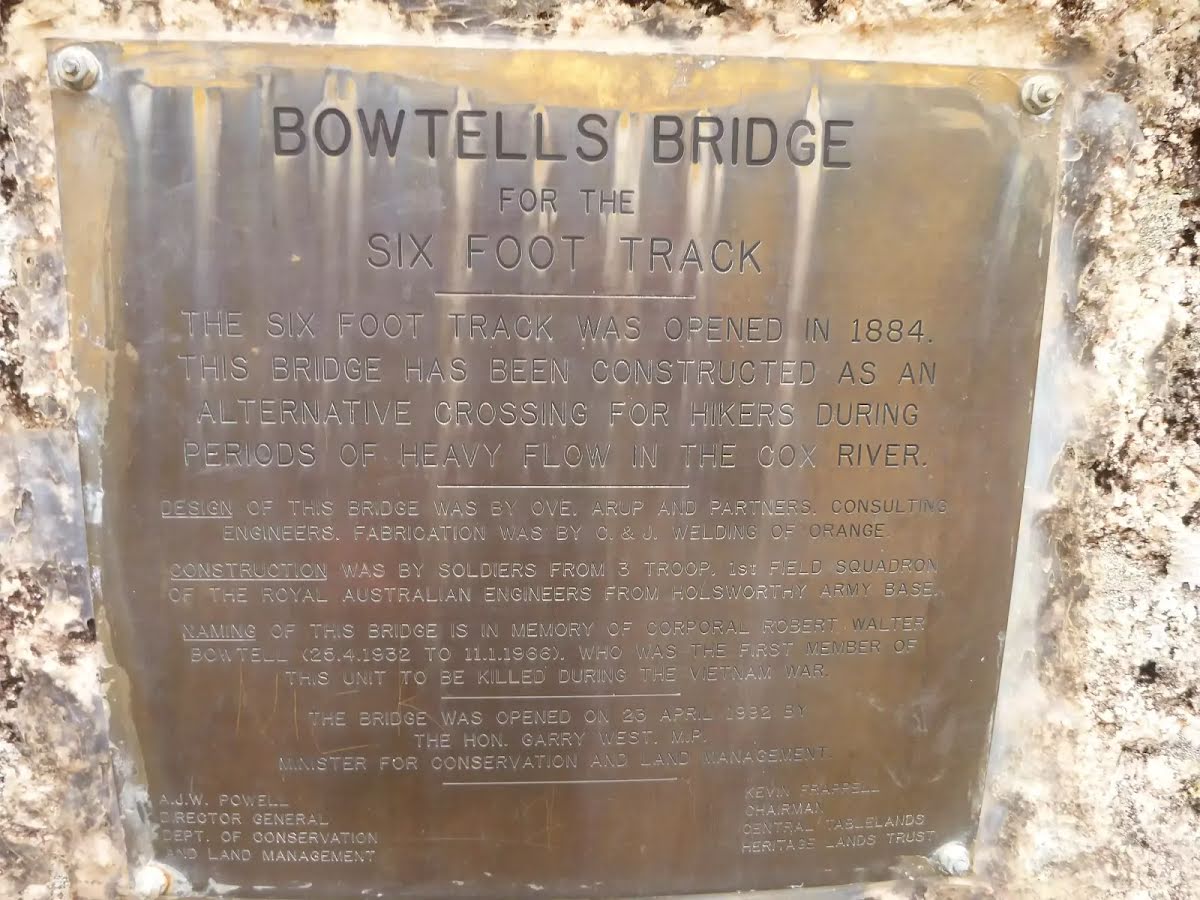 BOWTELLS BRIDGE
FOR THE
SIX FOOT TRACK
THE SIX FOOT TRACK WAS OPENED IN 1884.
THIS BRIDGE HAS BEEN CONSTRUCTED AS AN
ALTERNATIVE CROSSING FOR HIKERS DURING
PERIODS OF HEAVY FLOW IN THE COX RIVER.
DESIGN OF THIS BRIDGE WAS BY OVE. ARUP AND PARTNERS. CONSULTING
ENGINEERS. FABRICATION WAS BY C. & J. WELDING OF ORANGE.
CONSTRUCTION WAS BY SOLDIERS FROM 3 TROOP, 1st FIELD SQUADRON
OF THE ROYAL AUSTRALIAN ENGINEERS FROM HOLSWORTHY ARMY BASE.
NAMING OF THIS BRIDGE IS IN MEMORY OF CORPORAL ROBERT WALTER
BOWTELL (25.4.1932 TO 11.1.1966), WHO WAS THE FIRST MEMBER OF
THIS UNIT TO BE KILLED DURING THE VIETNAM WAR.
THE BRIDGE WAS OPENED ON 23 APRIL 1992 BY
THE HON. GARRY WEST. M.P.
MINISTER FOR CONSERVATION AND LAND MANAGEMENT.
A.J.W. POWELL
DIRECTOR GENERAL
DEPT. OF CONSERVATION
AND LAND MANAGEMENT
KEVIN FRAPPELL
CHAIRMAN
CENTRAL TABLELANDS
HERITAGE LANDS TRUST